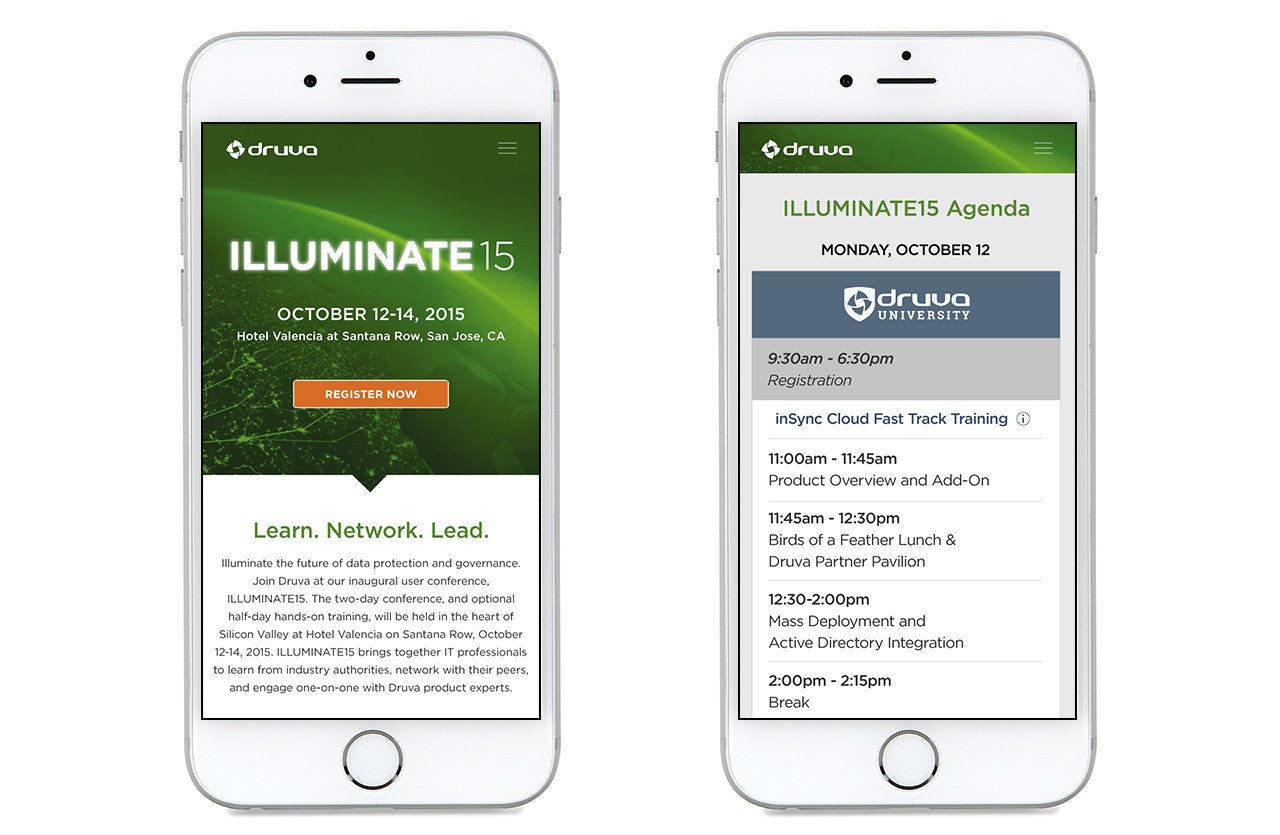 druva
ILLUMINATE 15
OCTOBER 12-14, 2015
Hotel Valencia at Santana Row, San Jose, CA
REGISTER NOW
Learn. Network. Lead.
Illuminate the future of data protection and governance.
Join Druva at our inaugural user conference,
ILLUMINATE15. The two-day conference, and optional
half-day hands-on training, will be held in the heart of
Silicon Valley at Hotel Valencia on Santana Row, October
12-14, 2015. ILLUMINATE15 brings together IT professionals
to learn from industry authorities, network with their peers,
and engage one-on-one with Druva product experts.
druva
ILLUMINATE15 Agenda
MONDAY, OCTOBER 12
druva
UNIVERSITY
9:30am - 6:30pm
Registration
inSync Cloud Fast Track Training
11:00am - 11:45am
Product Overview and Add-On
11:45am - 12:30pm
Birds of a Feather Lunch &
Druva Partner Pavilion
12:30-2:00pm
Mass Deployment and
Active Directory Integration
2:00pm - 2:15pm
Break